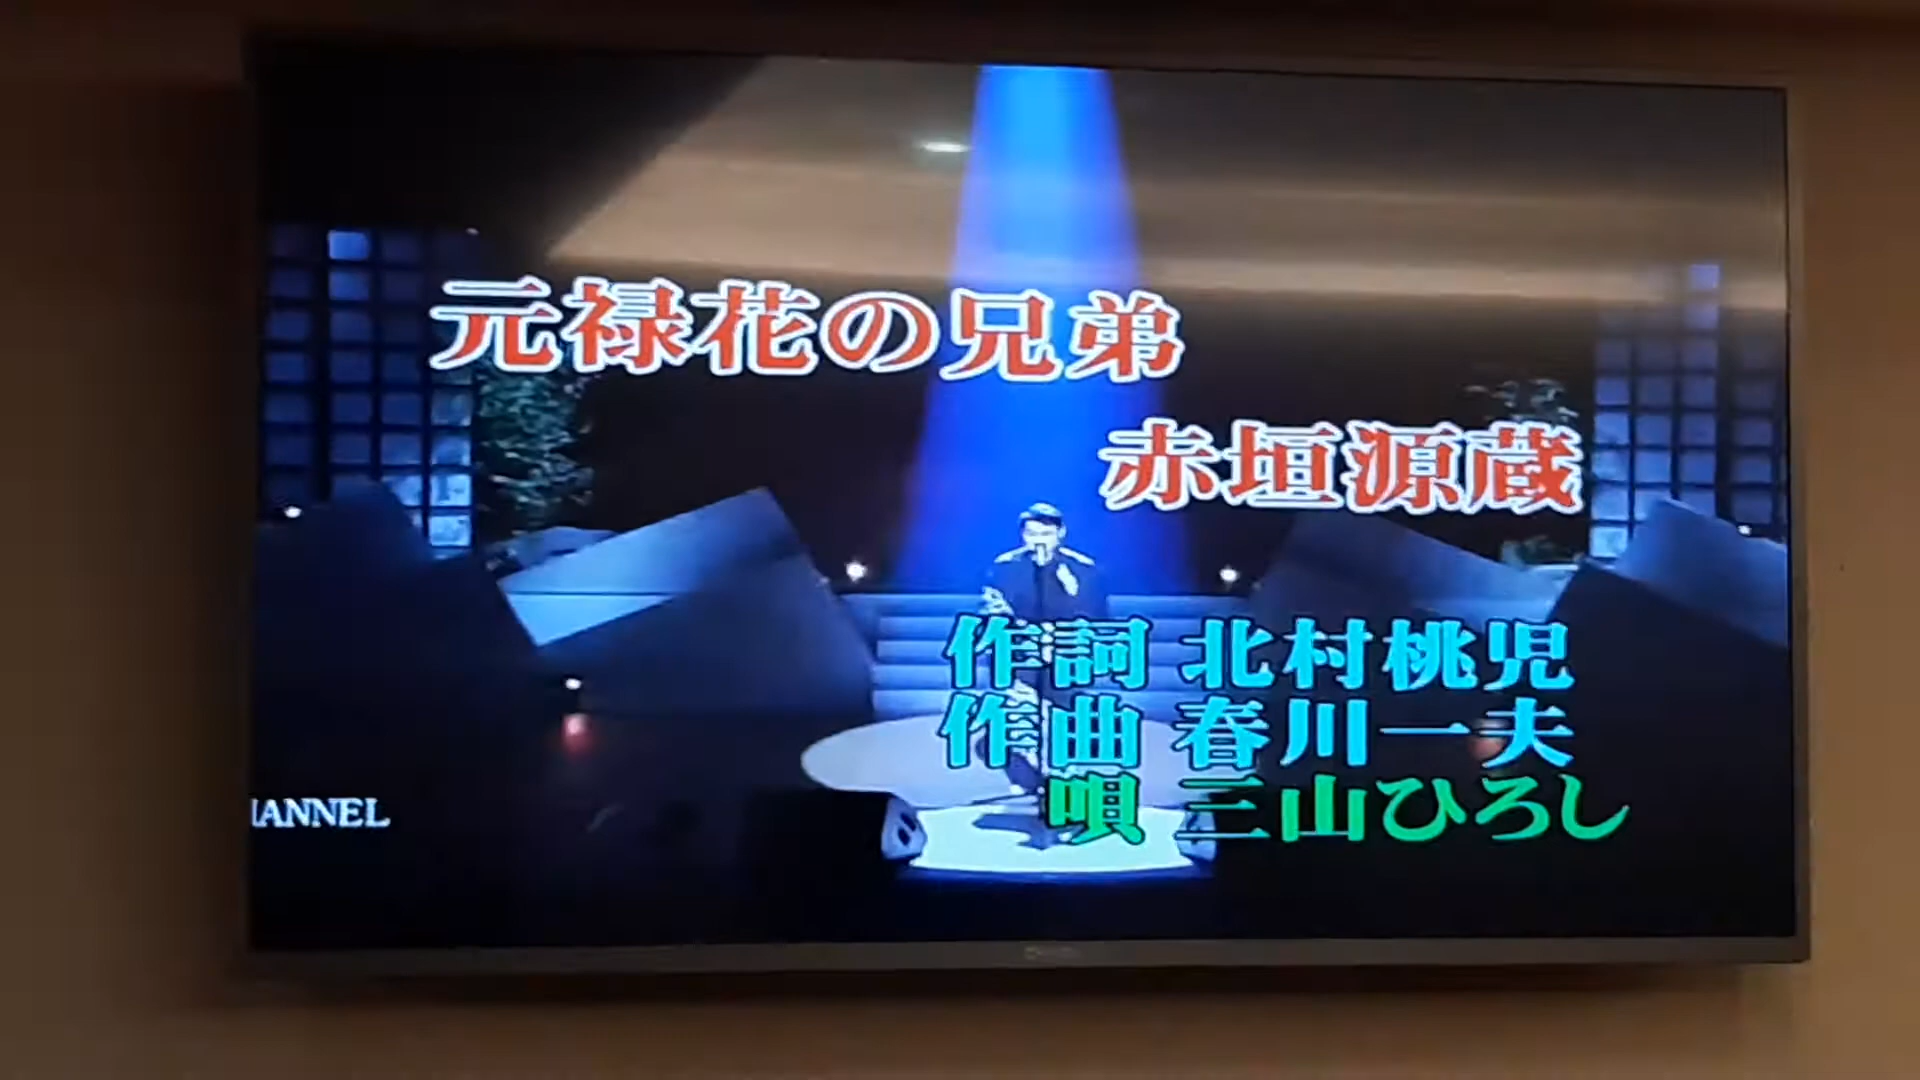 元禄花の兄弟
赤垣源蔵
作詞 北村桃児
作曲 春川一夫
唄 三山ひろし
HANNEL